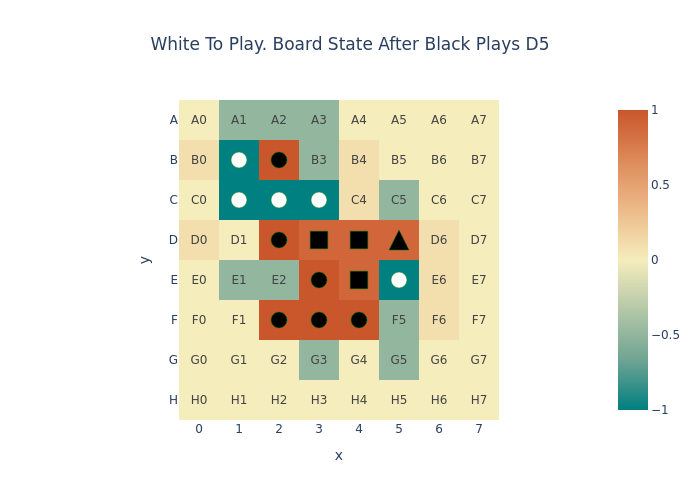 White To Play. Board State After Black Plays D5
A A0 A1 A2 A3 A4 A5 A6 A7
B B0 B3 B4 B5 B6 B7
C C0 C4 C5 C6 C7
D D0 D1 D6 D7
E E0 E1 E2 E6 E7
F F0 F1 F5 F6 F7
G G0 G1 G2 G3 G4 G5 G6 G7
H H0 H1 H2 H3 H4 H5 H6 H7
0 1 2 3 4 5 6 7
x
y
1
0.5
0
−0.5
−1